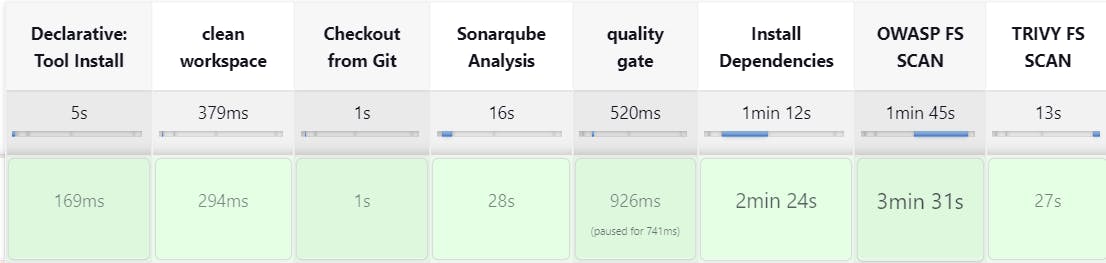 Declarative: Tool Install
clean workspace
Checkout from Git
Sonarqube Analysis
quality gate
Install Dependencies
OWASP FS SCAN
TRIVY FS SCAN
5s
379ms
1s
16s
520ms
1min 12s
1min 45s
13s
169ms
294ms
1s
28s
926ms
(paused for 741ms)
2min 24s
3min 31s
27s